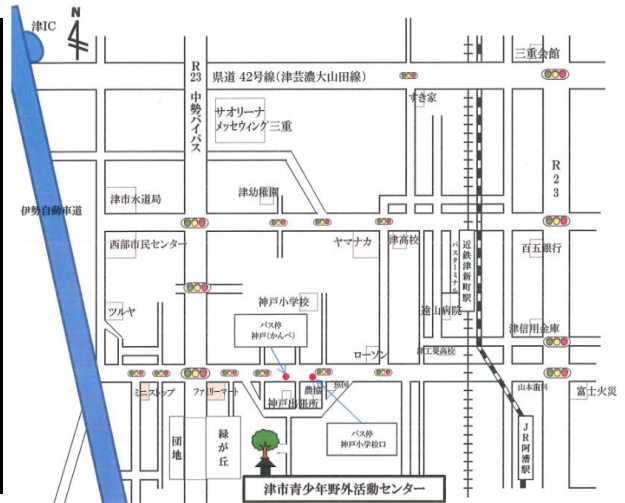 津IC
N
三重会館
R23 中勢バイパス
県道 42号線(津芸濃大山田線)
すき家
サオリーナ
メッセウィング三重
R23
津市水道局
津幼稚園
伊勢自動車道
西部市民センター
ヤマナカ
津高校
バスターミナル
近鉄津新町駅
百五銀行
神戸小学校
遠山病院
ツルヤ
バス停
神戸(かんべ)
津信用金庫
ローソン
津工業高校
ミニストップ
ファミリーマート
農協
神戸出張所
山本歯科
富士火災
団地
緑が丘
バス停
神戸小学校口
JR阿漕駅
津市青少年野外活動センター